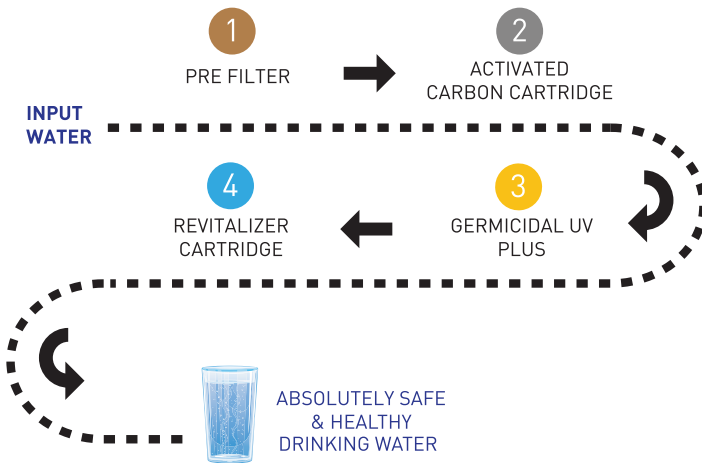 1
PRE FILTER
2
ACTIVATED
CARBON CARTRIDGE
INPUT
WATER
3
GERMICIDAL UV
PLUS
4
REVITALIZER
CARTRIDGE
ABSOLUTELY SAFE
& HEALTHY
DRINKING WATER